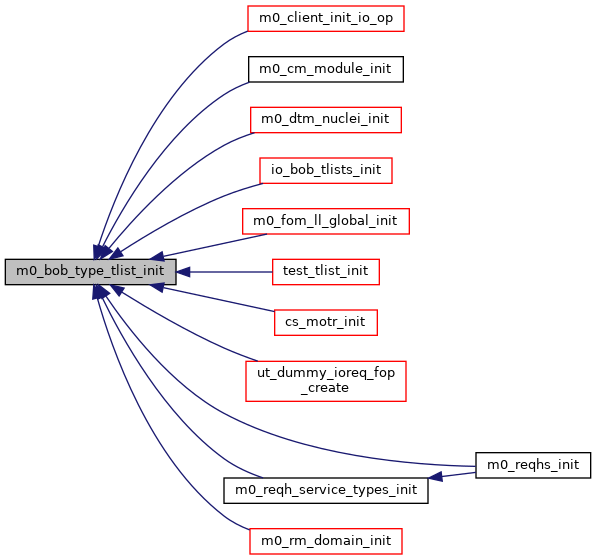 m0_client_init_io_op
m0_cm_module_init
m0_dtm_nuclei_init
io_bob_tlists_init
m0_fom_ll_global_init
m0_bob_type_tlist_init
test_tlist_init
cs_motr_init
ut_dummy_ioreq_fop
_create
m0_reqhs_init
m0_reqh_service_types_init
m0_rm_domain_init